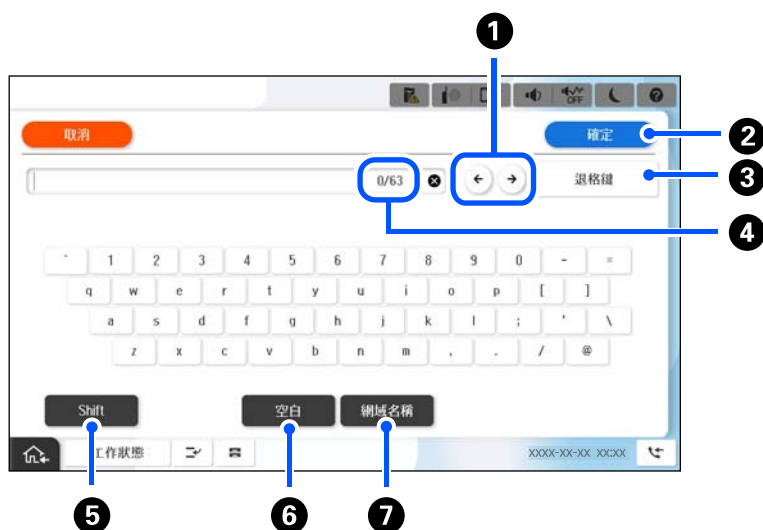 1
OFF
取消
確定
2
0/63
← →
退格鍵
3
4
` 1 2 3 4 5 6 7 8 9 0 - =
q w e r t y u i o p [ ]
a s d f g h j k l ; ' \
z x c v b n m , . / @
Shift
空白
網域名稱
工作狀態
XXXX-XX-XX XX:XX
5
6
7